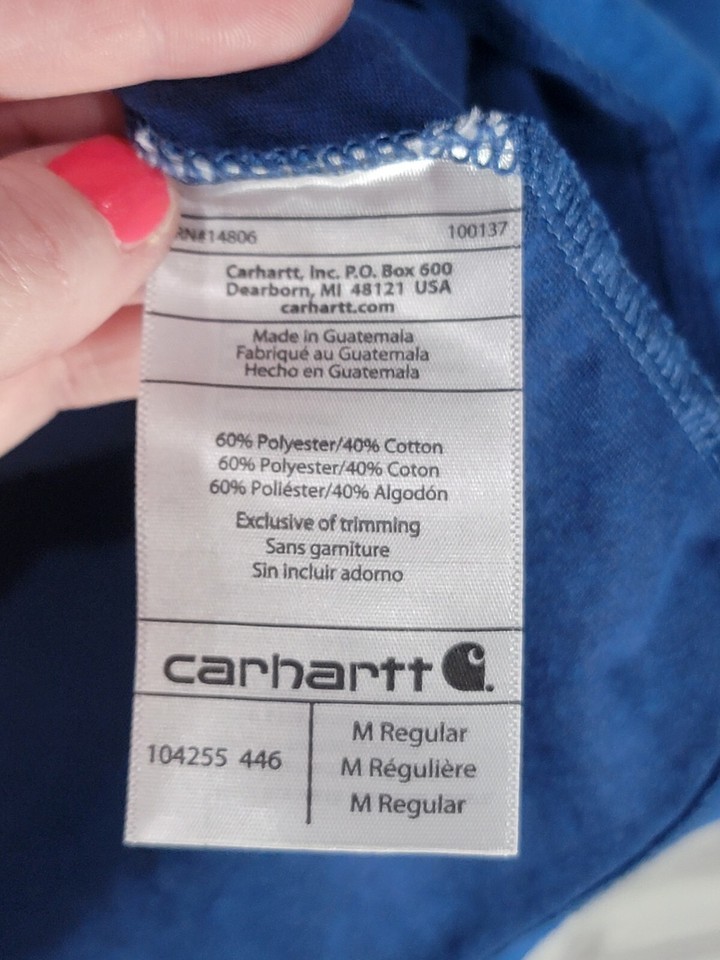 RN#14806 100137
Carhartt, Inc. P.O. Box 600
Dearborn, MI 48121 USA
carhartt.com
Made in Guatemala
Fabriqué au Guatemala
Hecho en Guatemala
60% Polyester/40% Cotton
60% Polyester/40% Coton
60% Poliéster/40% Algodón
Exclusive of trimming
Sans garniture
Sin incluir adorno
carhartt
104255 446
M Regular
M Régulière
M Regular